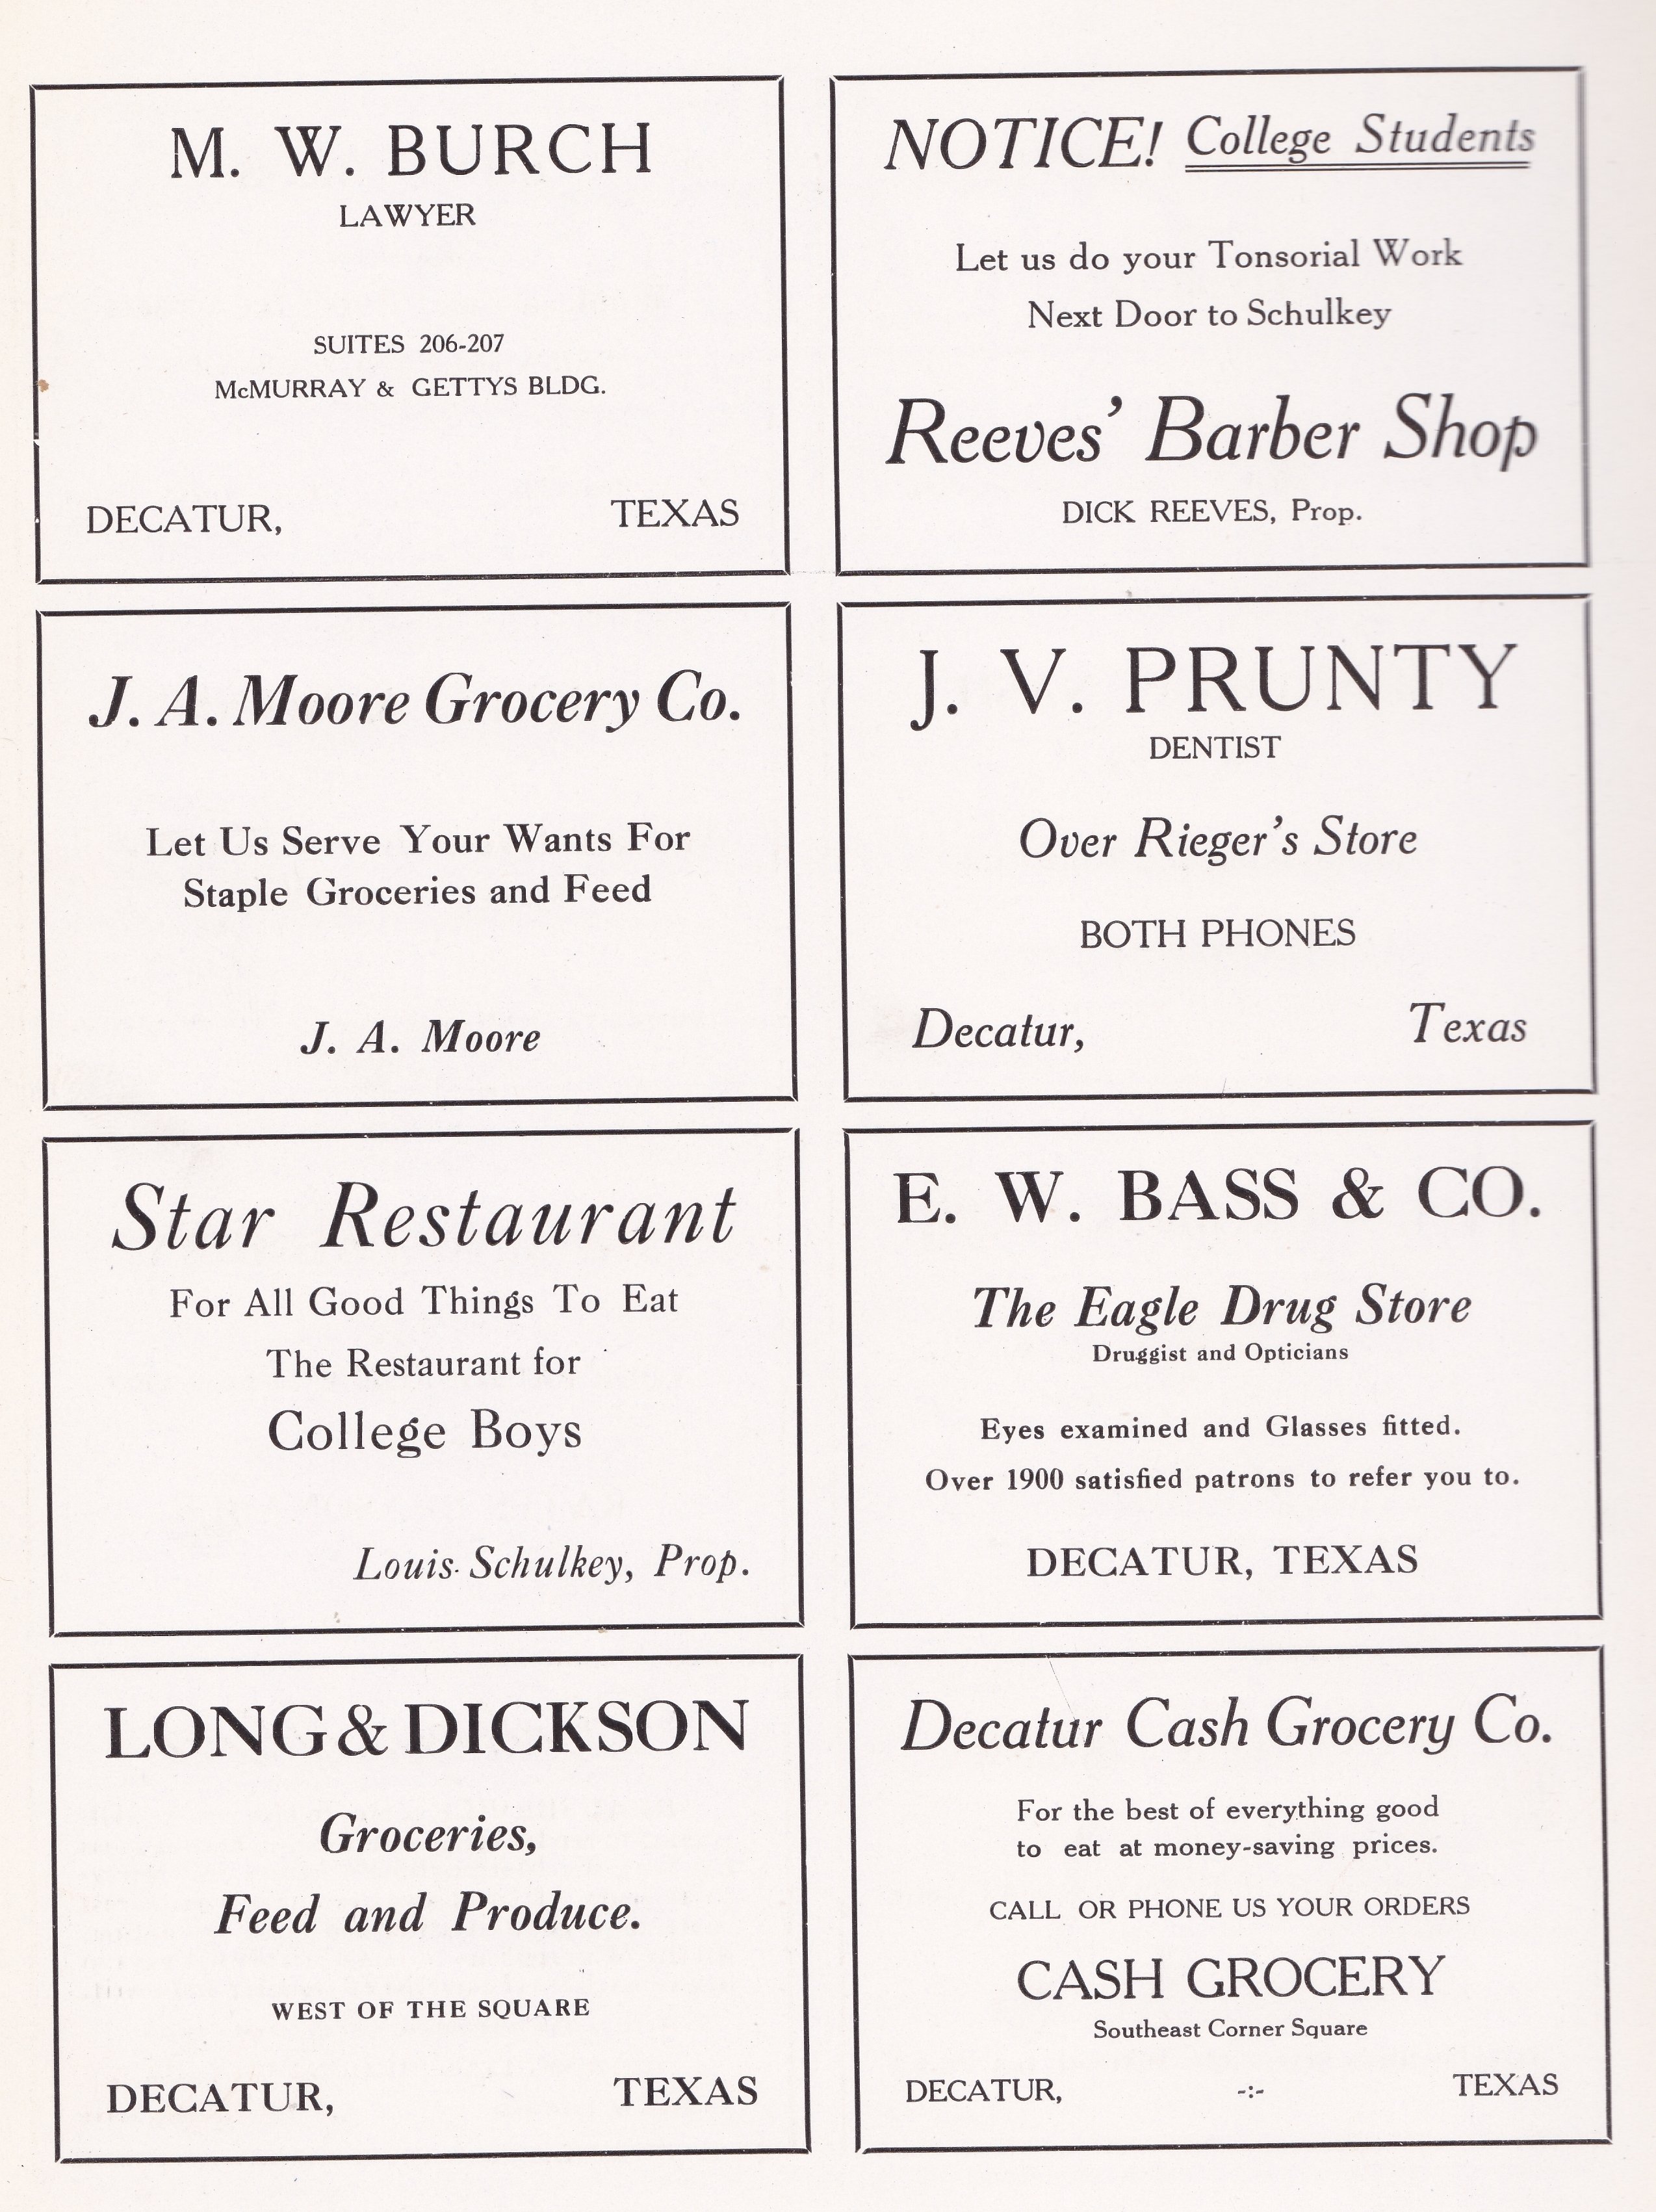 M. W. BURCH
LAWYER
SUITES 206-207
McMURRAY & GETTYS BLDG.
DECATUR, TEXAS
NOTICE! College Students
Let us do your Tonsorial Work
Next Door to Schulkey
Reeves' Barber Shop
DICK REEVES, Prop.
J. A. Moore Grocery Co.
Let Us Serve Your Wants For
Staple Groceries and Feed
J. A. Moore
J. V. PRUNTY
DENTIST
Over Rieger's Store
BOTH PHONES
Decatur, Texas
Star Restaurant
For All Good Things To Eat
The Restaurant for
College Boys
Louis Schulkey, Prop.
E. W. BASS & CO.
The Eagle Drug Store
Druggist and Opticians
Eyes examined and Glasses fitted.
Over 1900 satisfied patrons to refer you to.
DECATUR, TEXAS
LONG & DICKSON
Groceries,
Feed and Produce.
WEST OF THE SQUARE
DECATUR, TEXAS
Decatur Cash Grocery Co.
For the best of everything good
to eat at money-saving prices.
CALL OR PHONE US YOUR ORDERS
CASH GROCERY
Southeast Corner Square
DECATUR, -:- TEXAS